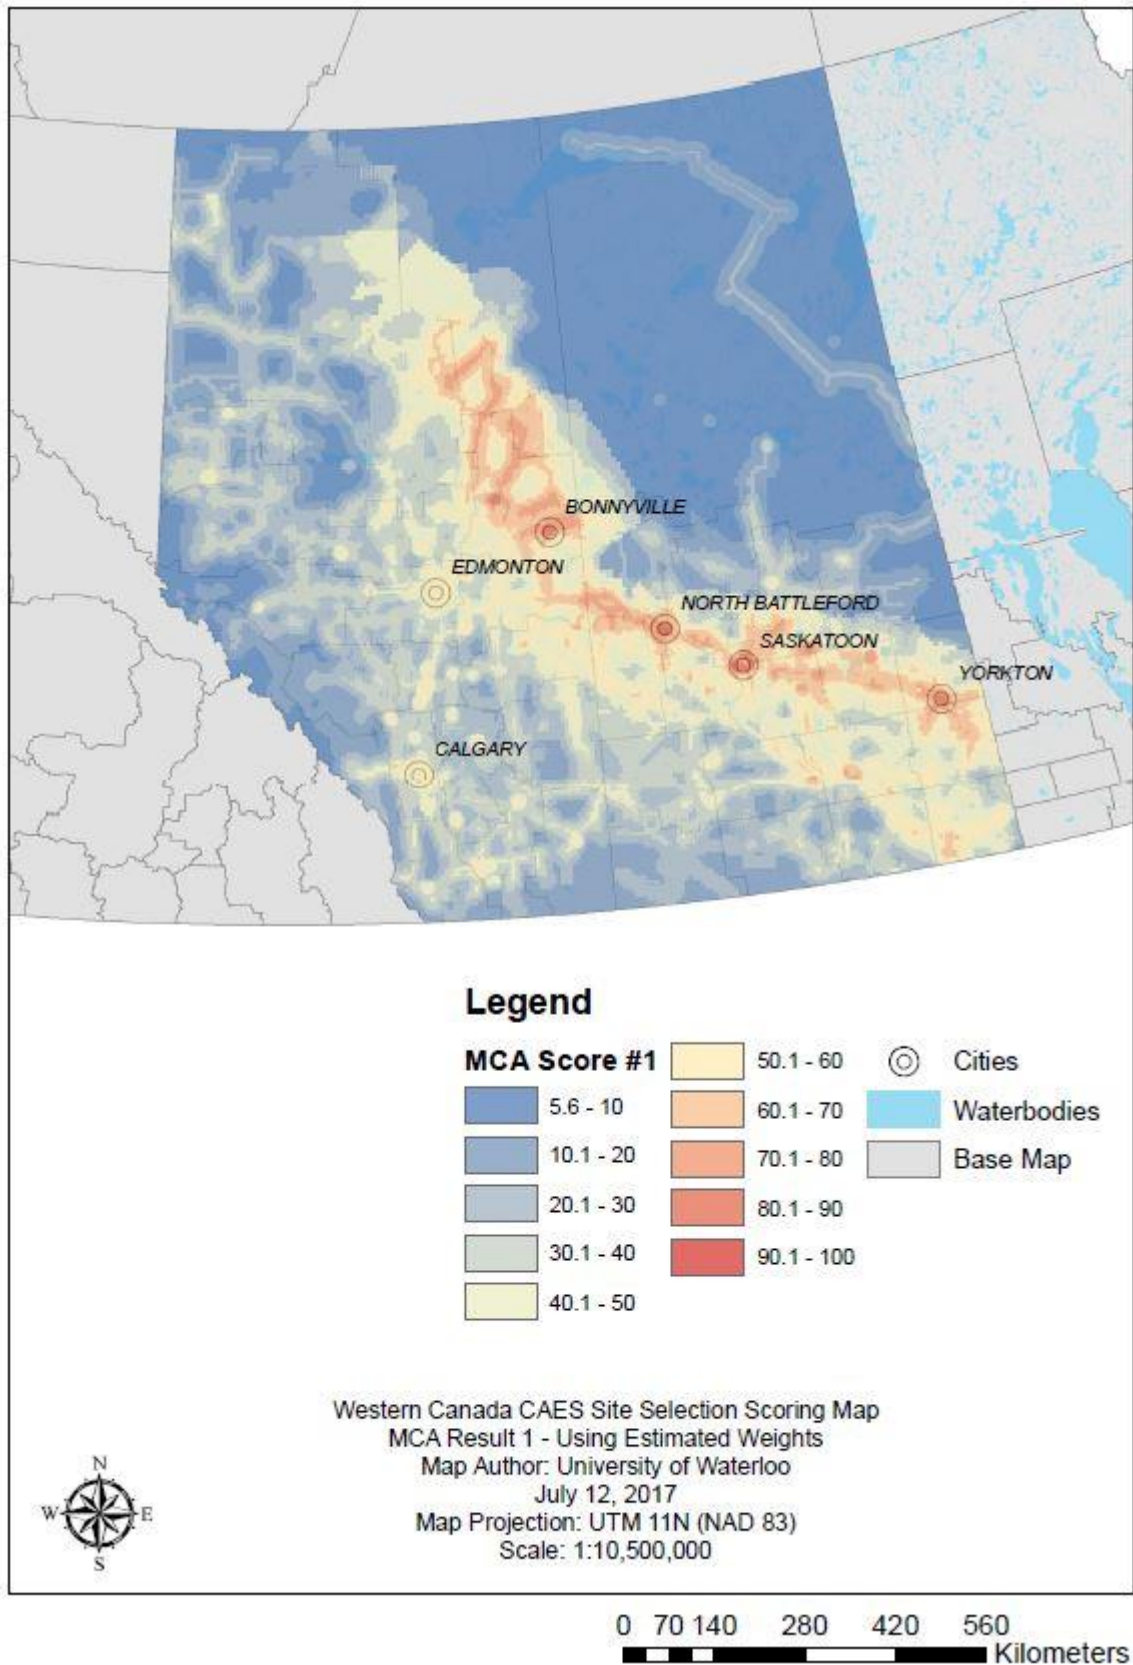 BONNYVILLE
EDMONTON
NORTH BATTLEFORD
SASKATOON
YORKTON
CALGARY
Legend
MCA Score #1
5.6 - 10
10.1 - 20
20.1 - 30
30.1 - 40
40.1 - 50
50.1 - 60
60.1 - 70
70.1 - 80
80.1 - 90
90.1 - 100
Cities
Waterbodies
Base Map
Western Canada CAES Site Selection Scoring Map
MCA Result 1 - Using Estimated Weights
Map Author: University of Waterloo
July 12, 2017
Map Projection: UTM 11N (NAD 83)
Scale: 1:10,500,000
N
W E
S
0 70 140 280 420 560
Kilometers